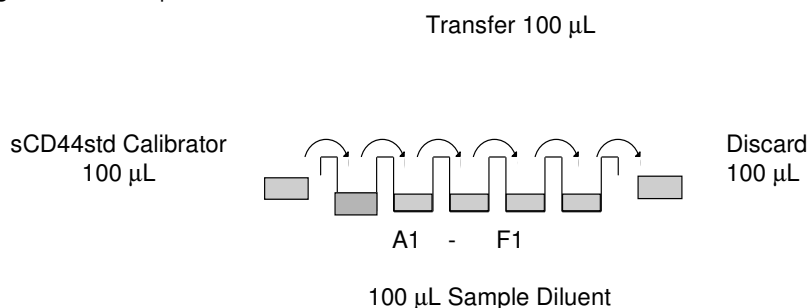 Transfer 100 μL
sCD44std Calibrator
100 μL
Discard
100 μL
A1 - F1
100 μL Sample Diluent